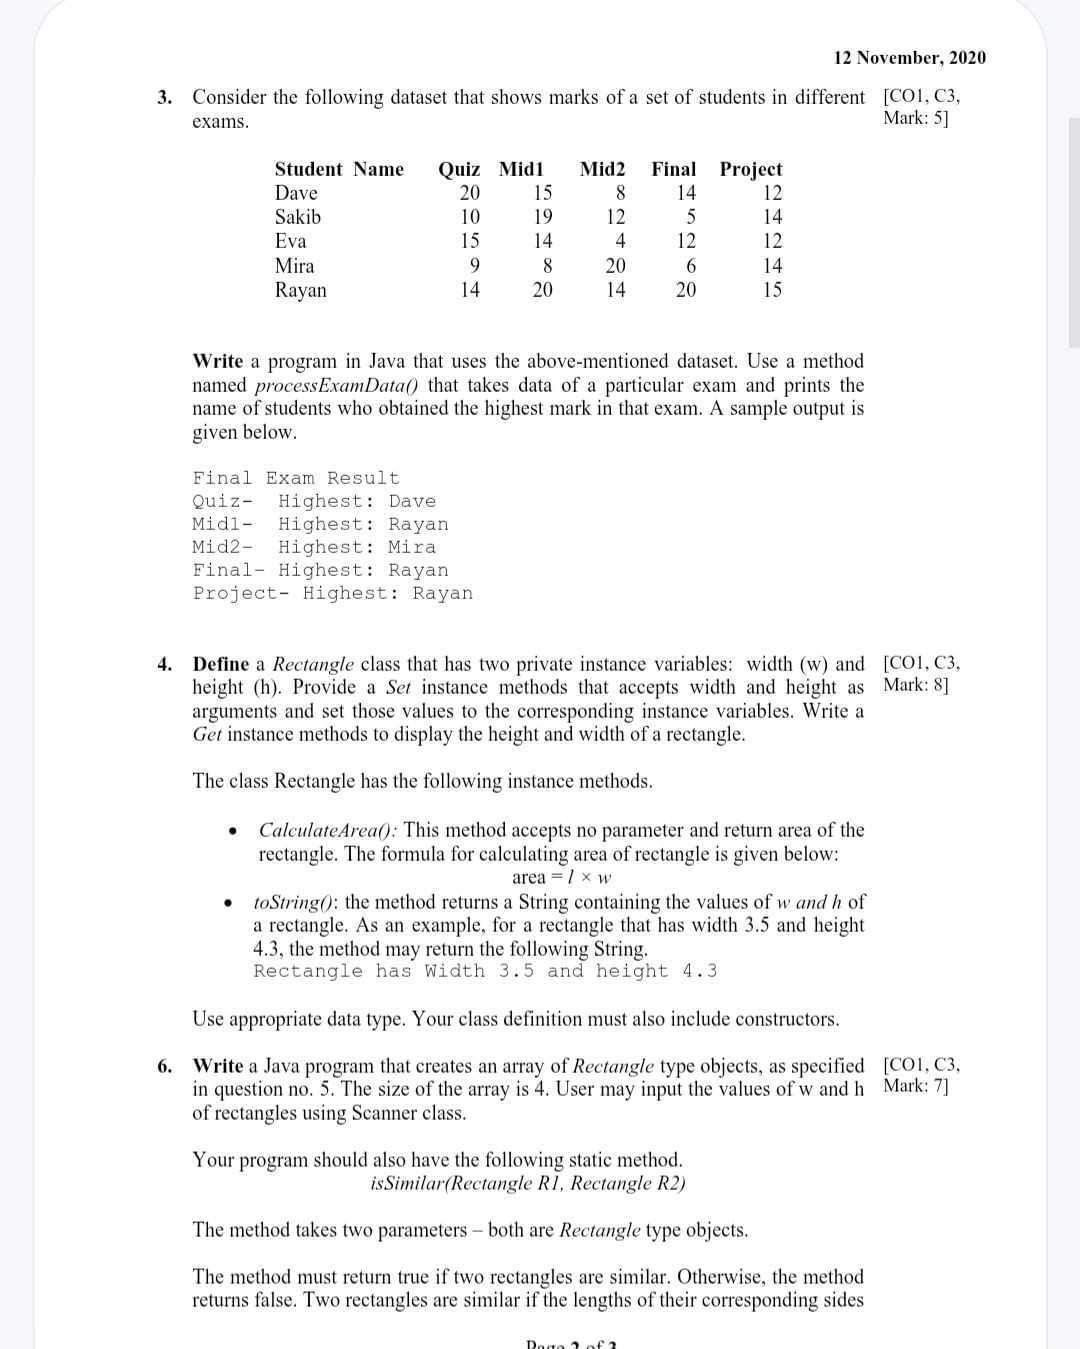 12 November, 2020
3. Consider the following dataset that shows marks of a set of students in different [CO1, C3,
exams. Mark: 5]
Student Name Quiz Mid1 Mid2 Final Project
Dave 20 15 8 14 12
Sakib 10 19 12 5 14
Eva 15 14 4 12 12
Mira 9 8 20 6 14
Rayan 14 20 14 20 15
Write a program in Java that uses the above-mentioned dataset. Use a method
named processExamData() that takes data of a particular exam and prints the
name of students who obtained the highest mark in that exam. A sample output is
given below.
Final Exam Result
Quiz- Highest: Dave
Mid1- Highest: Rayan
Mid2- Highest: Mira
Final- Highest: Rayan
Project- Highest: Rayan
4. Define a Rectangle class that has two private instance variables: width (w) and [CO1, C3,
height (h). Provide a Set instance methods that accepts width and height as Mark: 8]
arguments and set those values to the corresponding instance variables. Write a
Get instance methods to display the height and width of a rectangle.
The class Rectangle has the following instance methods.
• CalculateArea(): This method accepts no parameter and return area of the
rectangle. The formula for calculating area of rectangle is given below:
area = l × w
• toString(): the method returns a String containing the values of w and h of
a rectangle. As an example, for a rectangle that has width 3.5 and height
4.3, the method may return the following String.
Rectangle has Width 3.5 and height 4.3
Use appropriate data type. Your class definition must also include constructors.
6. Write a Java program that creates an array of Rectangle type objects, as specified [CO1, C3,
in question no. 5. The size of the array is 4. User may input the values of w and h Mark: 7]
of rectangles using Scanner class.
Your program should also have the following static method.
isSimilar(Rectangle R1, Rectangle R2)
The method takes two parameters – both are Rectangle type objects.
The method must return true if two rectangles are similar. Otherwise, the method
returns false. Two rectangles are similar if the lengths of their corresponding sides
Page 2 of 3